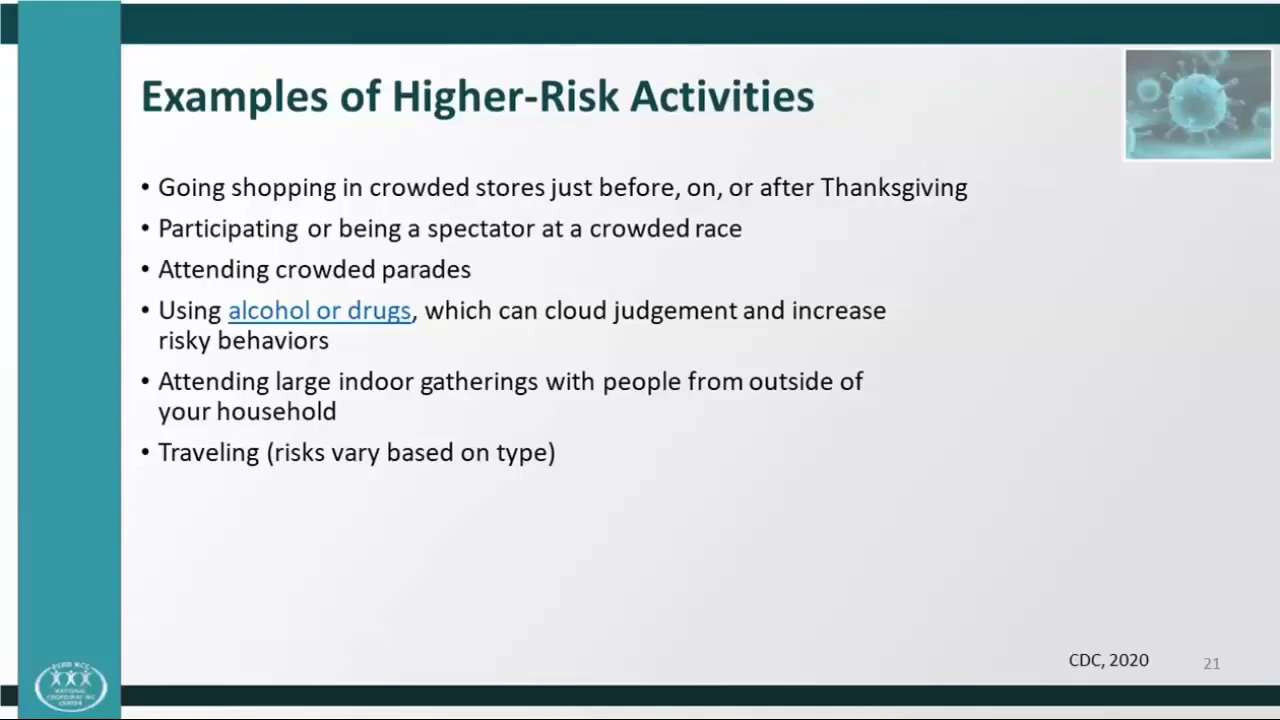 Examples of Higher-Risk Activities
• Going shopping in crowded stores just before, on, or after Thanksgiving
• Participating or being a spectator at a crowded race
• Attending crowded parades
• Using alcohol or drugs, which can cloud judgement and increase
risky behaviors
• Attending large indoor gatherings with people from outside of
your household
• Traveling (risks vary based on type)
CDC, 2020
21
NATIONAL
CENTER